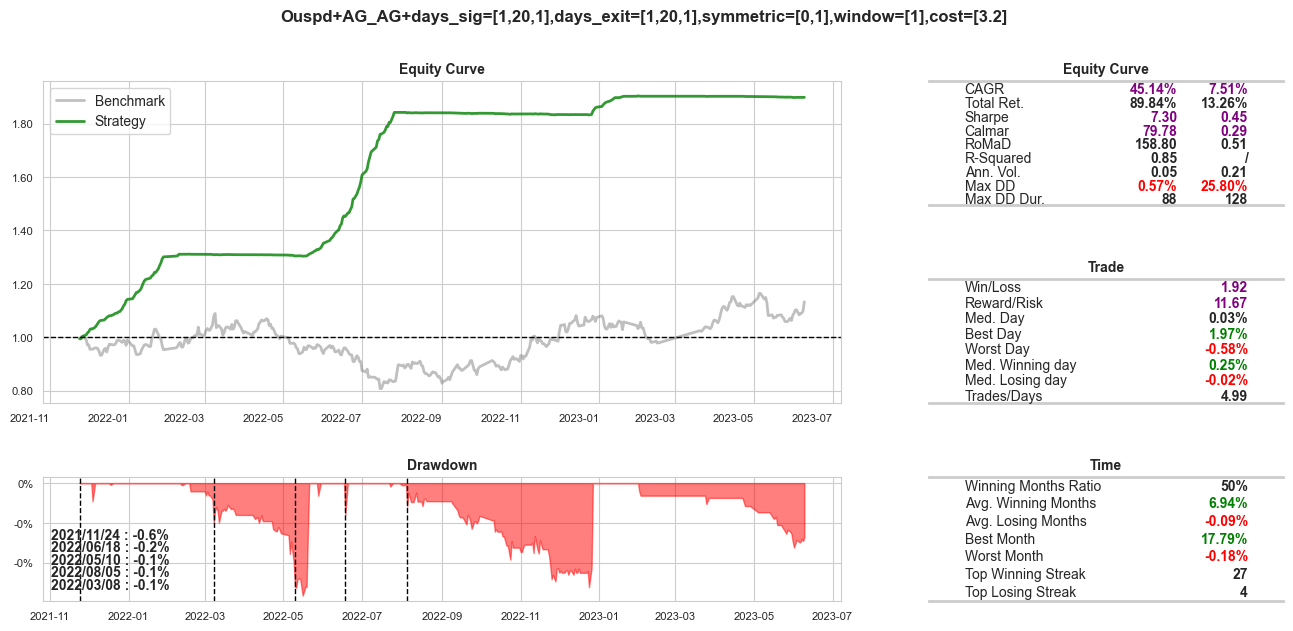 Ouspd+AG_AG+days_sig=[1,20,1],days_exit=[1,20,1],symmetric=[0,1],window=[1],cost=[3.2]
Equity Curve
Benchmark
Strategy
1.80
1.60
1.40
1.20
1.00
0.80
2021-11 2022-01 2022-03 2022-05 2022-07 2022-09 2022-11 2023-01 2023-03 2023-05 2023-07
Equity Curve
CAGR 45.14% 7.51%
Total Ret. 89.84% 13.26%
Sharpe 7.30 0.45
Calmar 79.78 0.29
RoMaD 158.80 0.51
R-Squared 0.85 /
Ann. Vol. 0.05 0.21
Max DD 0.57% 25.80%
Max DD Dur. 88 128
Trade
Win/Loss 1.92
Reward/Risk 11.67
Med. Day 0.03%
Best Day 1.97%
Worst Day -0.58%
Med. Winning day 0.25%
Med. Losing day -0.02%
Trades/Days 4.99
Drawdown
0%
-0%
-0%
2021/11/24 : -0.6%
2022/06/18 : -0.2%
2022/05/10 : -0.1%
2022/08/05 : -0.1%
2022/03/08 : -0.1%
2021-11 2022-01 2022-03 2022-05 2022-07 2022-09 2022-11 2023-01 2023-03 2023-05 2023-07
Time
Winning Months Ratio 50%
Avg. Winning Months 6.94%
Avg. Losing Months -0.09%
Best Month 17.79%
Worst Month -0.18%
Top Winning Streak 27
Top Losing Streak 4